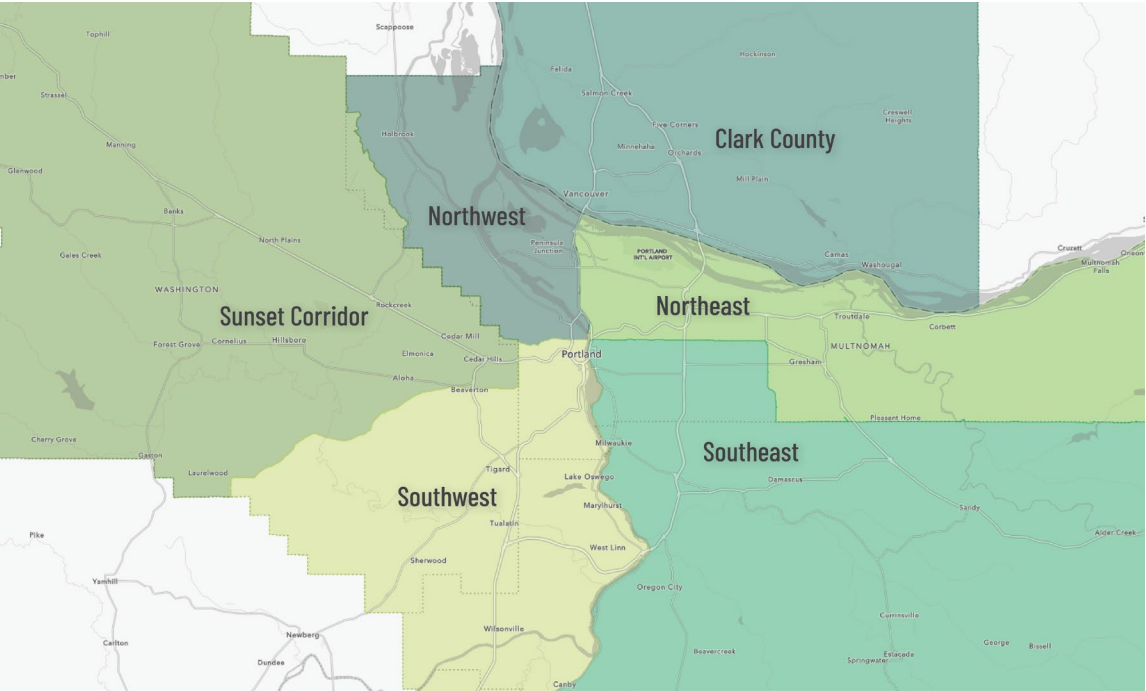 Scappoose
Tophill
Hockinson
Felida
mber
Strassel
Salmon Creek
Creswell
Heights
Five Corners
Holbrook
Clark County
Manning
Minnehaha
Orchards
Glenwood
Mill Plain
Vancouver
Banks
Northwest
North Plains
Peninsula
Junction
PORTLAND
INT'L AIRPORT
Gales Creek
Camas
Washougal
Cruzatt
Oneon
Multnomah
Falls
WASHINGTON
Rockcreek
Northeast
Sunset Corridor
Troutdale
Corbett
Cedar Mill
Forest Grove
Cornelius
Hillsboro
MULTNOMAH
Elmonica
Cedar Hills
Portland
Gresham
Aloha
Beaverton
Pleasant Home
Cherry Grove
Milwaukie
Southeast
Gaston
Laurelwood
Tigard
Lake Oswego
Damascus
Southwest
Marylhurst
Sandy
Tualatin
Pike
Alder Creek
West Linn
Sherwood
Yamhill
Oregon City
Currinsville
Carlton
Newberg
Wilsonville
George
Bissell
Beavercreek
Estacada
Springwater
Dundee
Canby